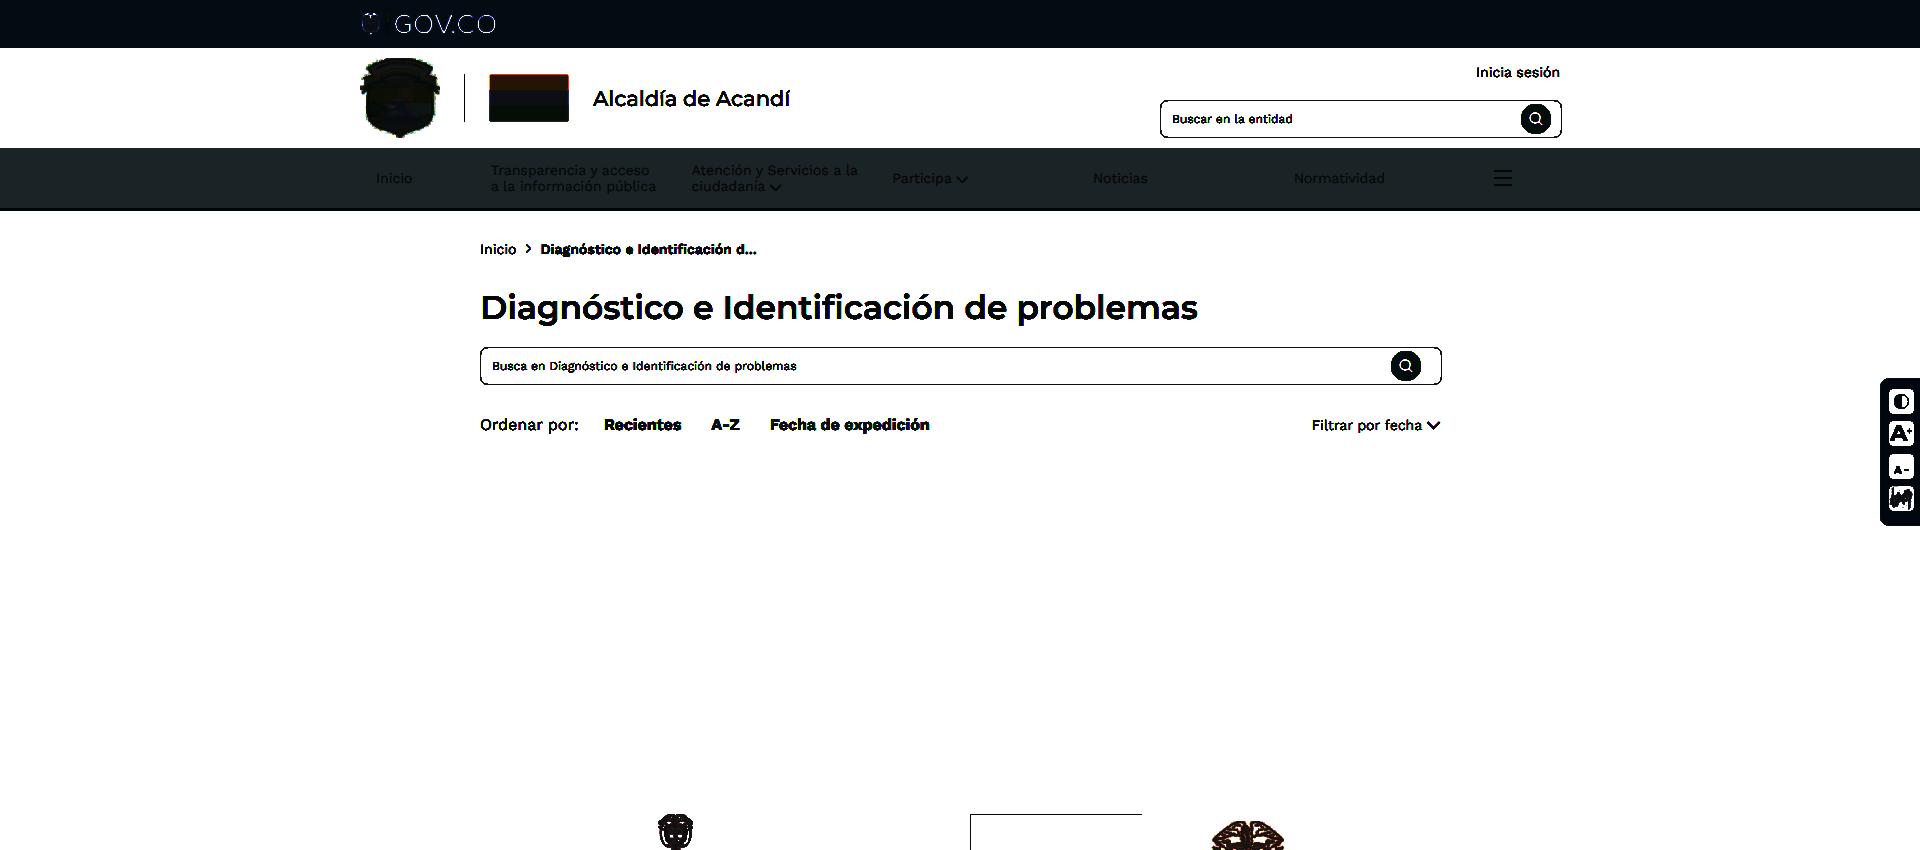 GOV.CO
Alcaldía de Acandí
Inicia sesión
Buscar en la entidad
Inicio
Transparencia y acceso
a la información pública
Atención y Servicios a la
ciudadanía
Participa
Noticias
Normatividad
Inicio
Diagnóstico e Identificación d...
Diagnóstico e Identificación de problemas
Busca en Diagnóstico e Identificación de problemas
Ordenar por: Recientes A-Z Fecha de expedición
Filtrar por fecha
A+
A-